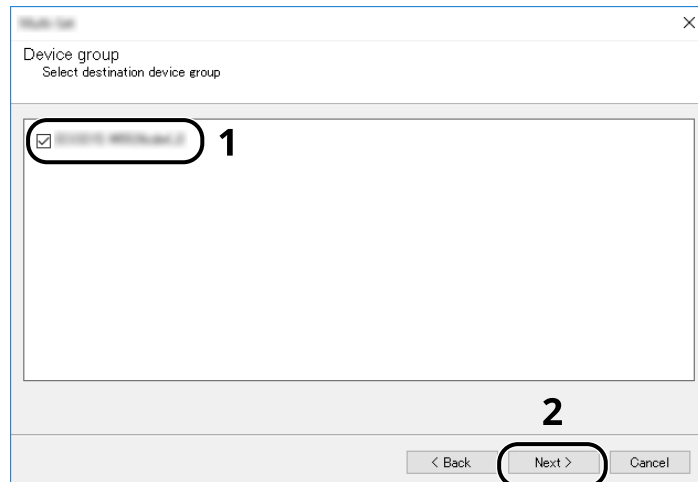 Device group
Select destination device group
1
2
< Back
Next >
Cancel